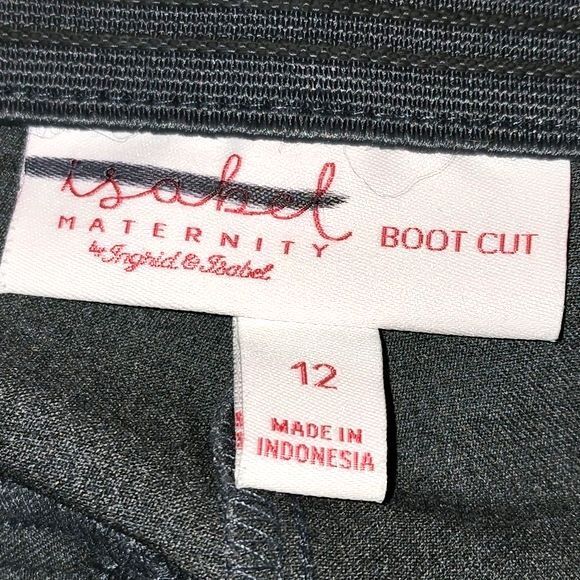 isabel
MATERNITY
by Ingrid & Isabel
BOOT CUT
12
MADE IN
INDONESIA